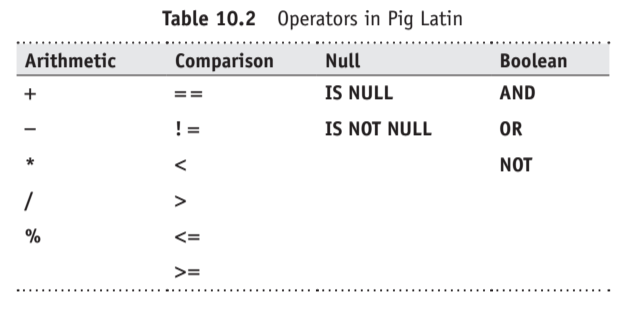 Table 10.2 Operators in Pig Latin
Arithmetic Comparison Null Boolean
+ == IS NULL AND
− != IS NOT NULL OR
* < NOT
/ >
% <=
>=